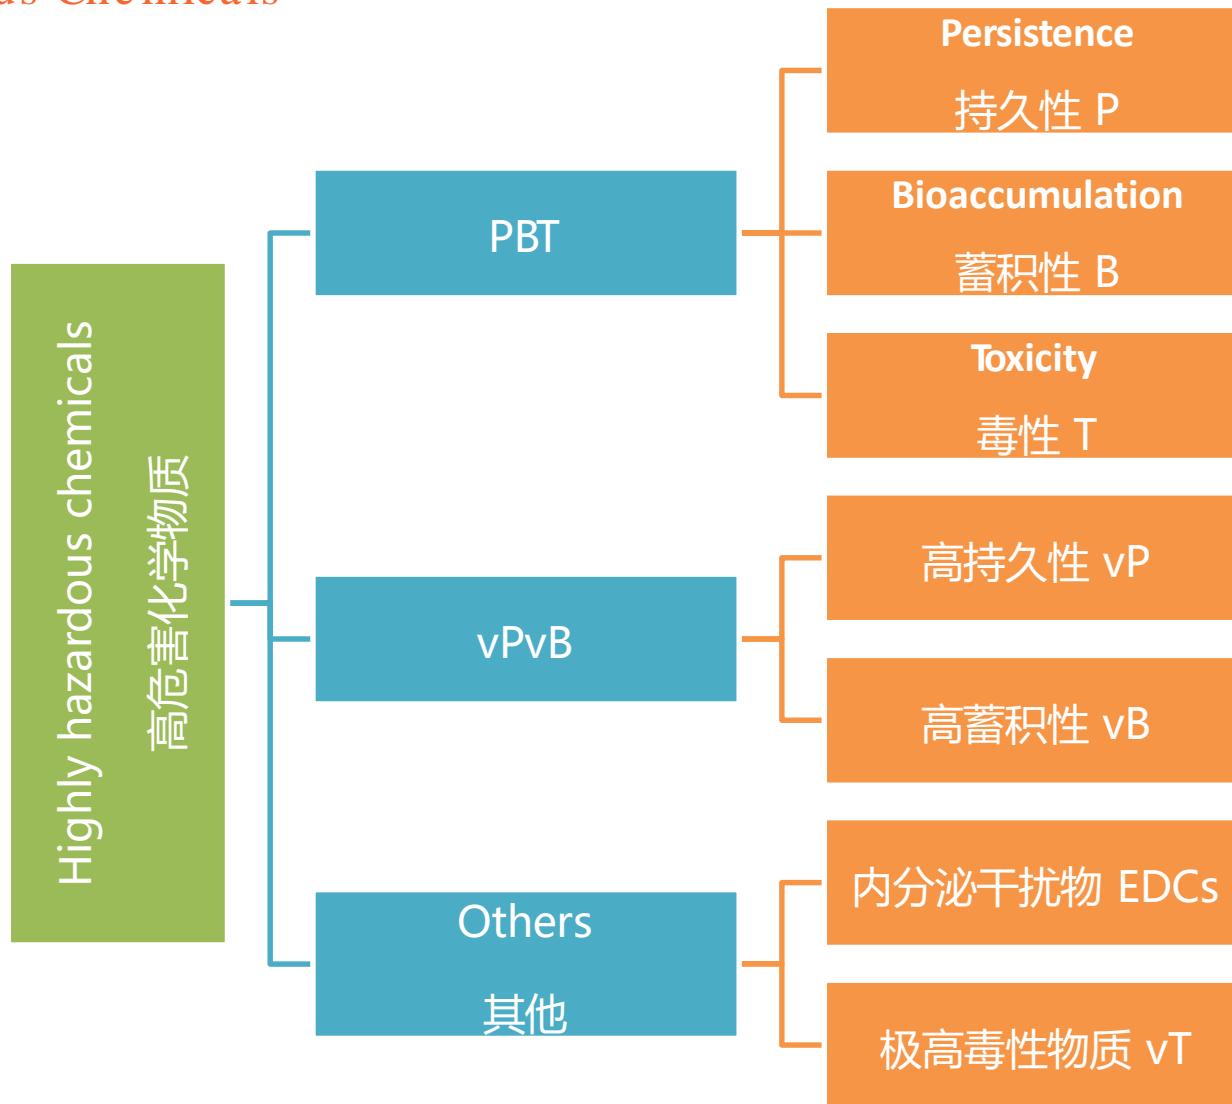 Chemicals
Highly hazardous chemicals
高危害化学物质
PBT
Persistence
持久性 P
Bioaccumulation
蓄积性 B
Toxicity
毒性 T
vPvB
高持久性 vP
高蓄积性 vB
Others
其他
内分泌干扰物 EDCs
极高毒性物质 vT